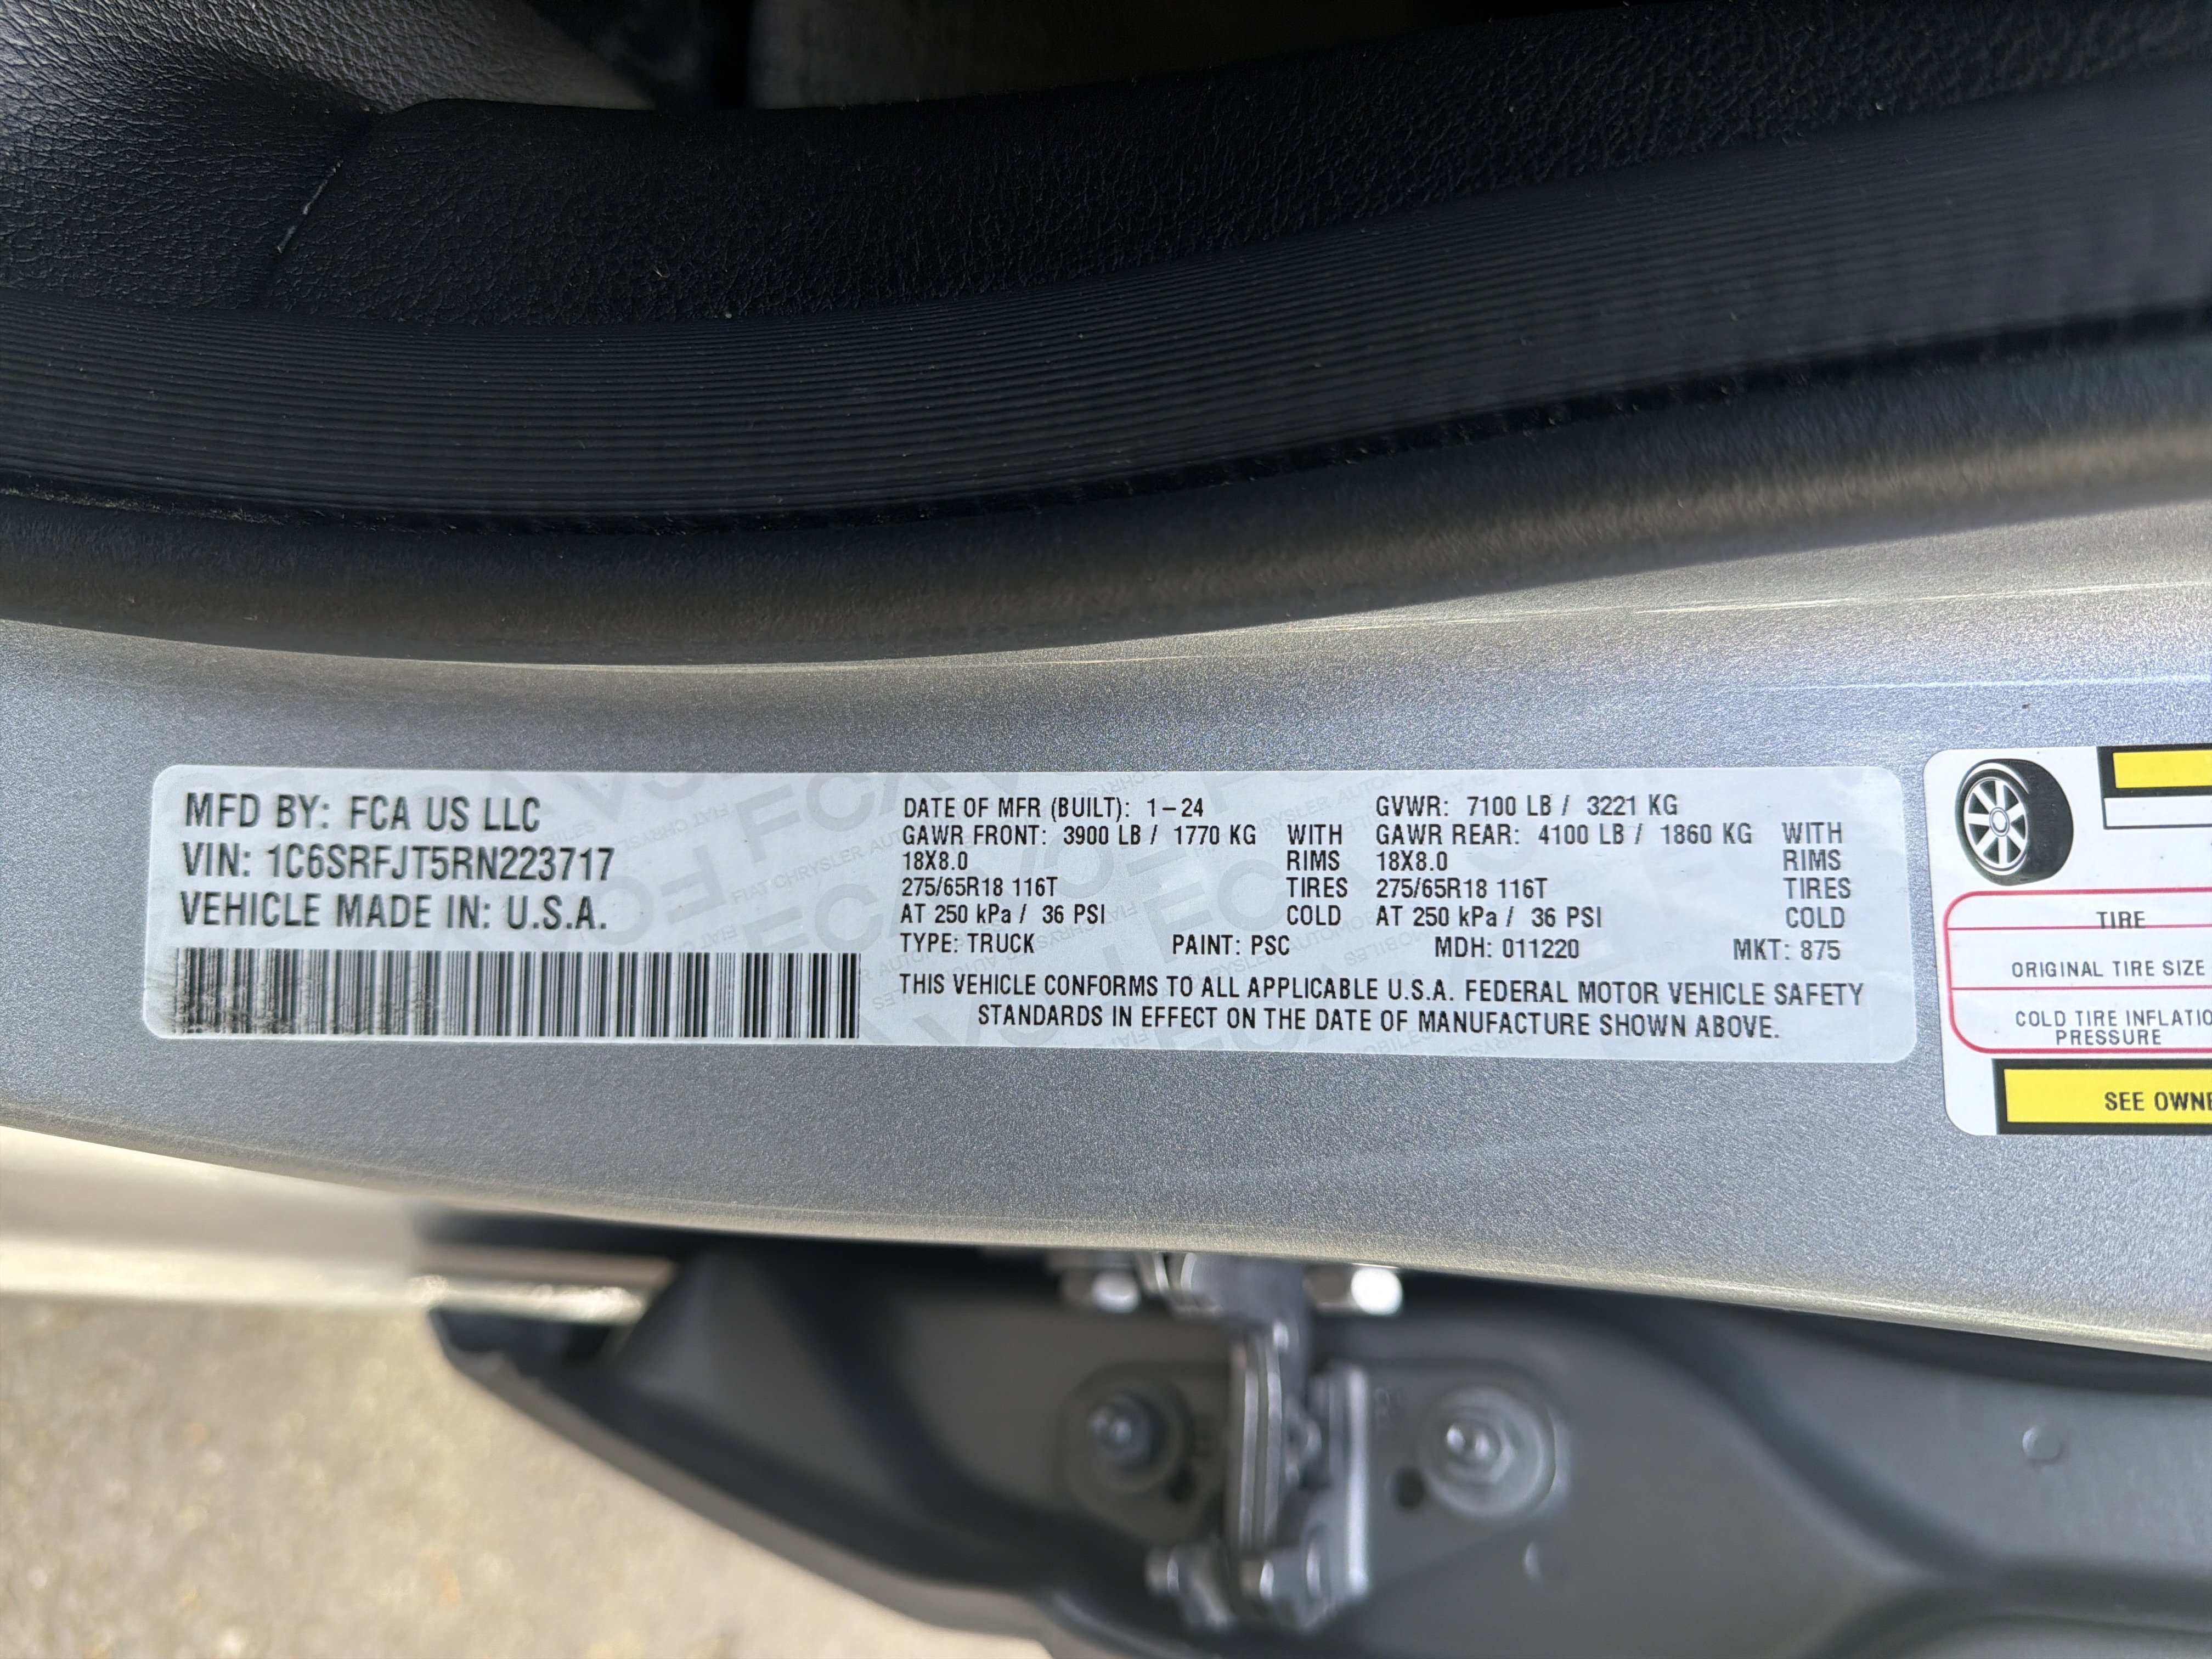 MFD BY: FCA US LLC
VIN: 1C6SRFJT5RN223717
VEHICLE MADE IN: U.S.A.
DATE OF MFR (BUILT): 1-24 GVWR: 7100 LB / 3221 KG
GAWR FRONT: 3900 LB / 1770 KG WITH GAWR REAR: 4100 LB / 1860 KG WITH
18X8.0 RIMS 18X8.0 RIMS
275/65R18 116T TIRES 275/65R18 116T TIRES
AT 250 kPa / 36 PSI COLD AT 250 kPa / 36 PSI COLD
TYPE: TRUCK PAINT: PSC MDH: 011220 MKT: 875
THIS VEHICLE CONFORMS TO ALL APPLICABLE U.S.A. FEDERAL MOTOR VEHICLE SAFETY
STANDARDS IN EFFECT ON THE DATE OF MANUFACTURE SHOWN ABOVE.
TIRE
ORIGINAL TIRE SIZE
COLD TIRE INFLATIO
PRESSURE
SEE OWNE